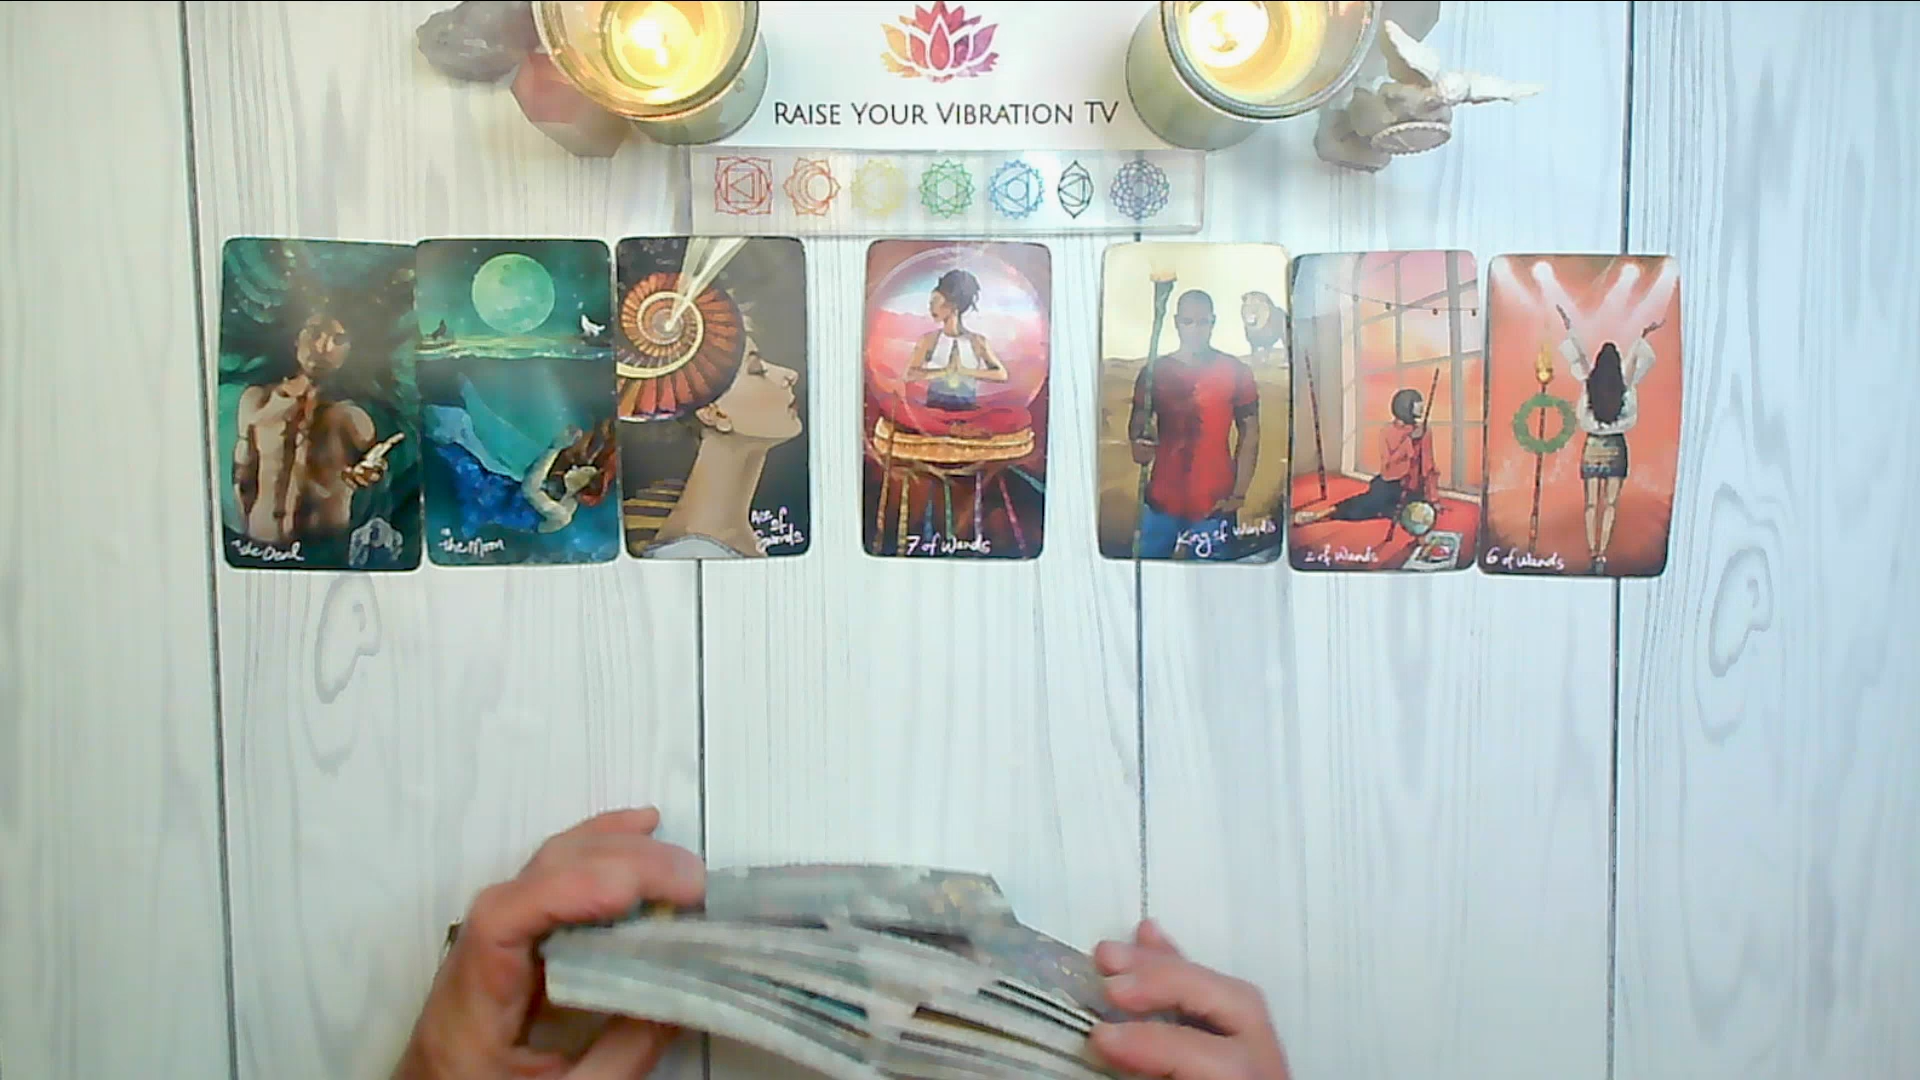 RAISE YOUR VIBRATION TV
The Devil
The Moon
Ace of
Swords
7 of Wands
King of Wands
2 of Wands
6 of Wands